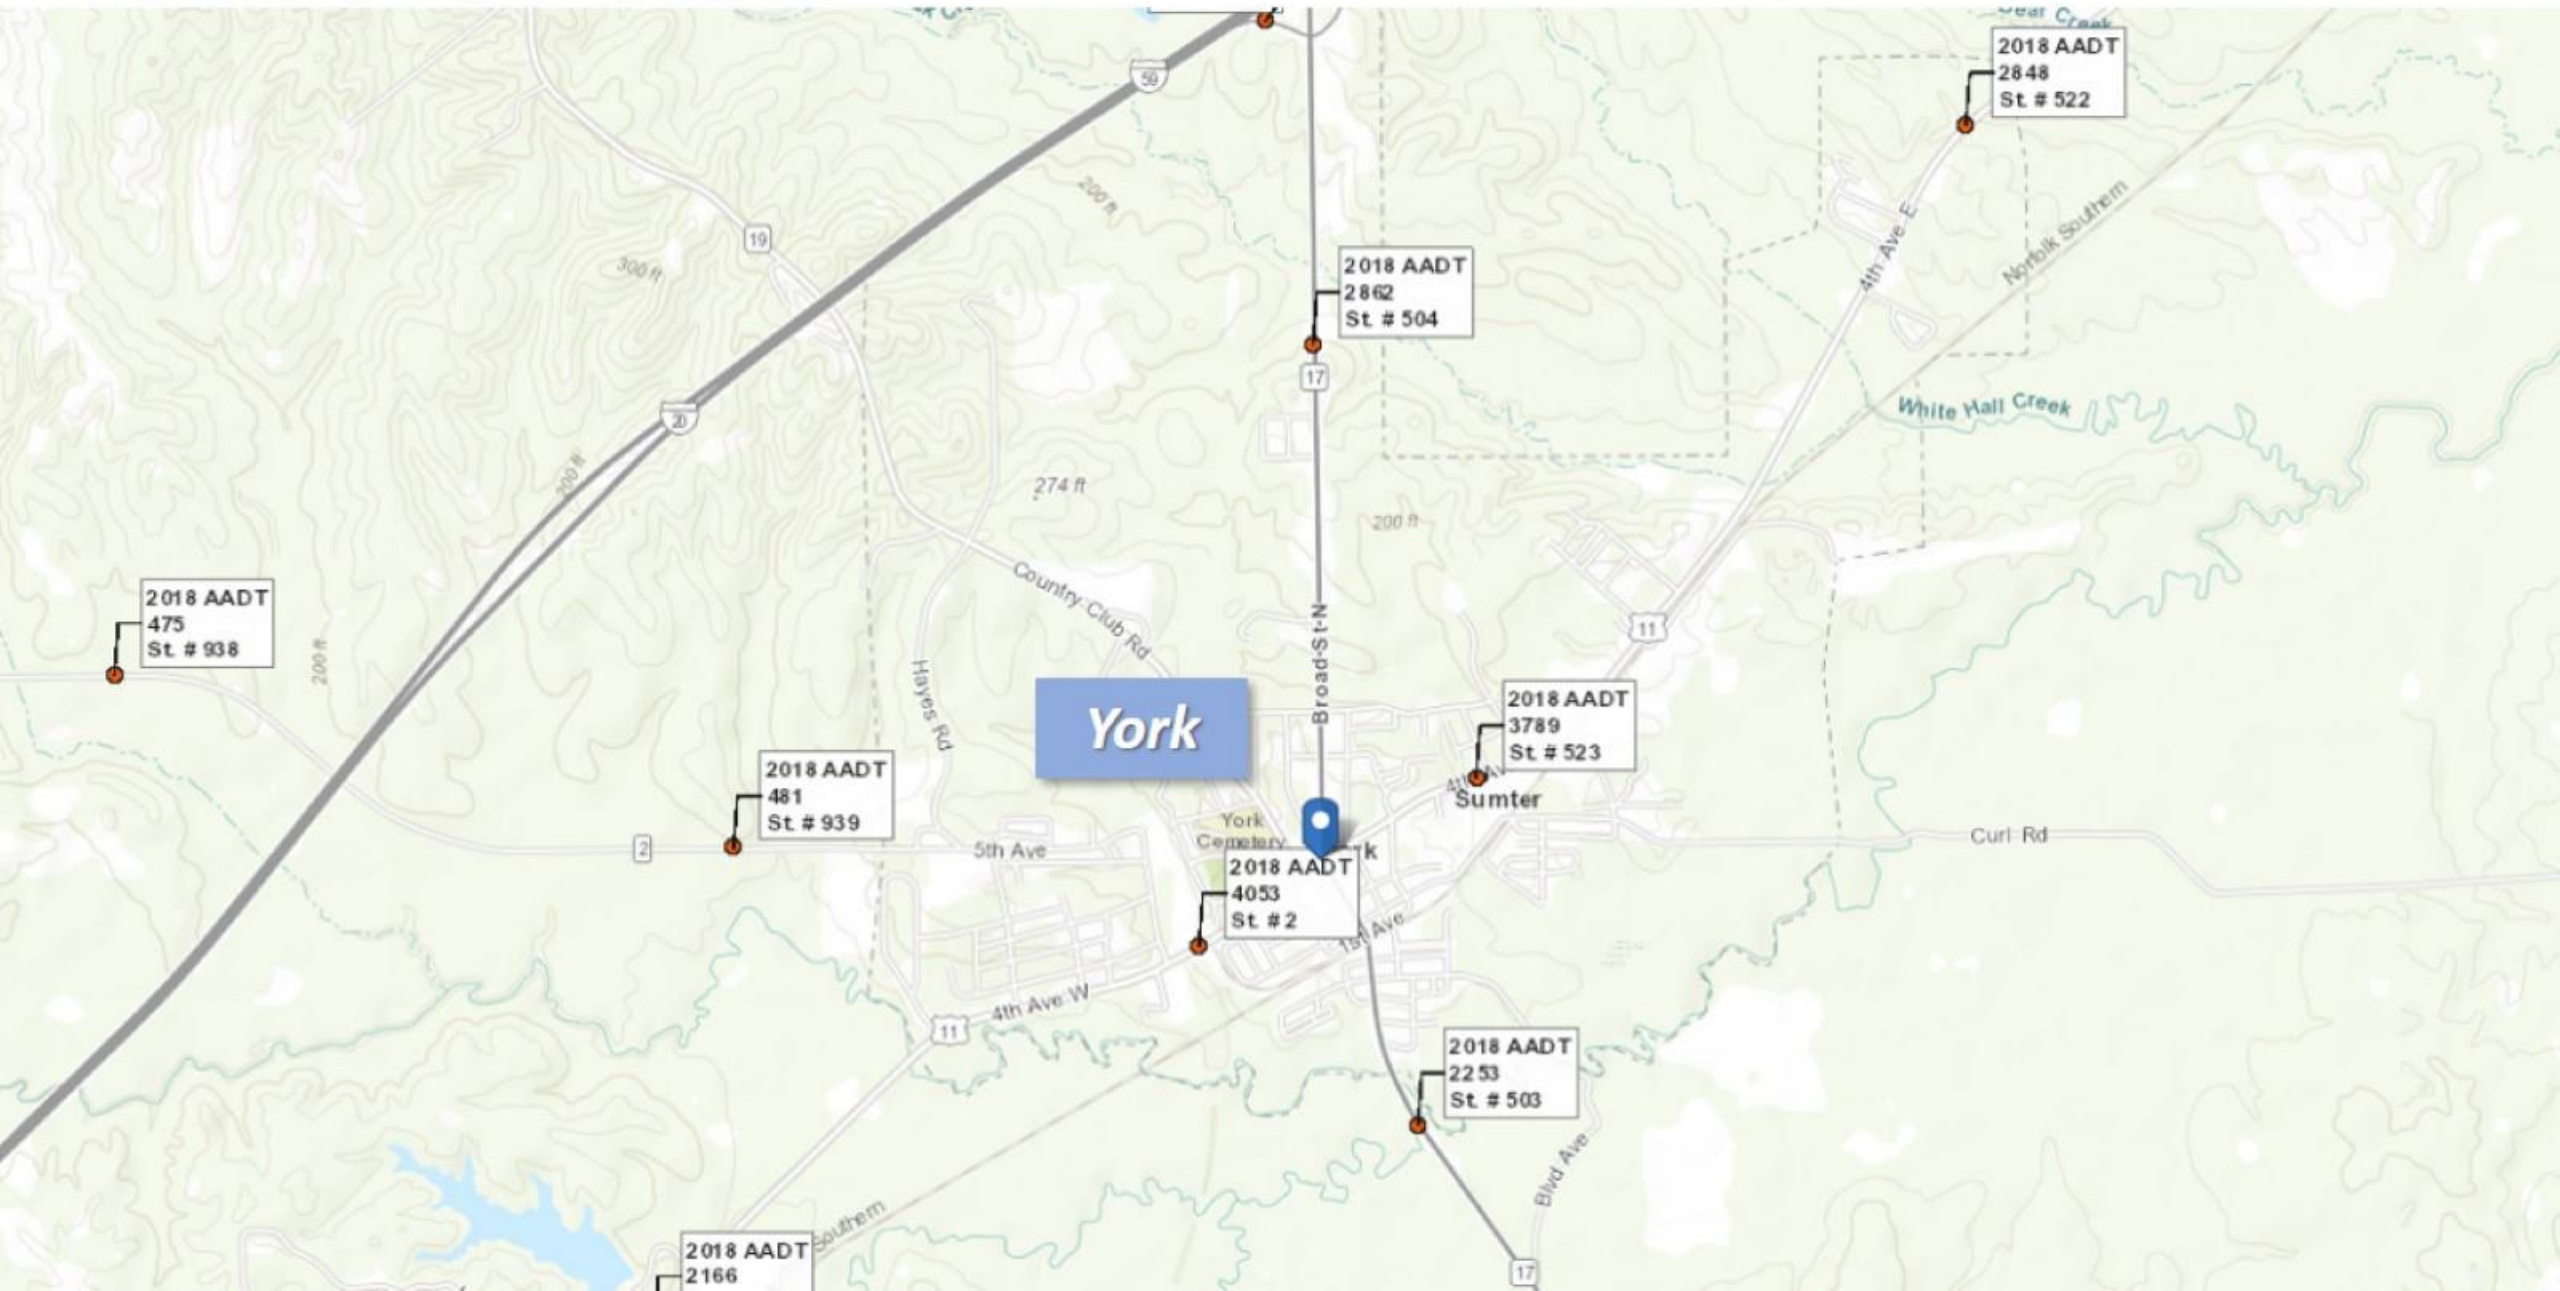 59
2018 AADT
2848
St. # 522
200 ft
19
300 ft
4th Ave E
Norfolk Southern
2018 AADT
2862
St. # 504
17
20
White Hall Creek
200 ft
274 ft
200 ft
Country Club Rd
2018 AADT
475
St. # 938
200 ft
Broad-St-N
11
Hayes Rd
York
2018 AADT
3789
St. # 523
4th Av
Sumter
2018 AADT
481
St. # 939
2
5th Ave
York
Cemetery
rk
Curl Rd
2018 AADT
4053
St. # 2
1st Ave
4th Ave W
11
2018 AADT
2253
St. # 503
Blvd Ave
Southern
2018 AADT
2166
17